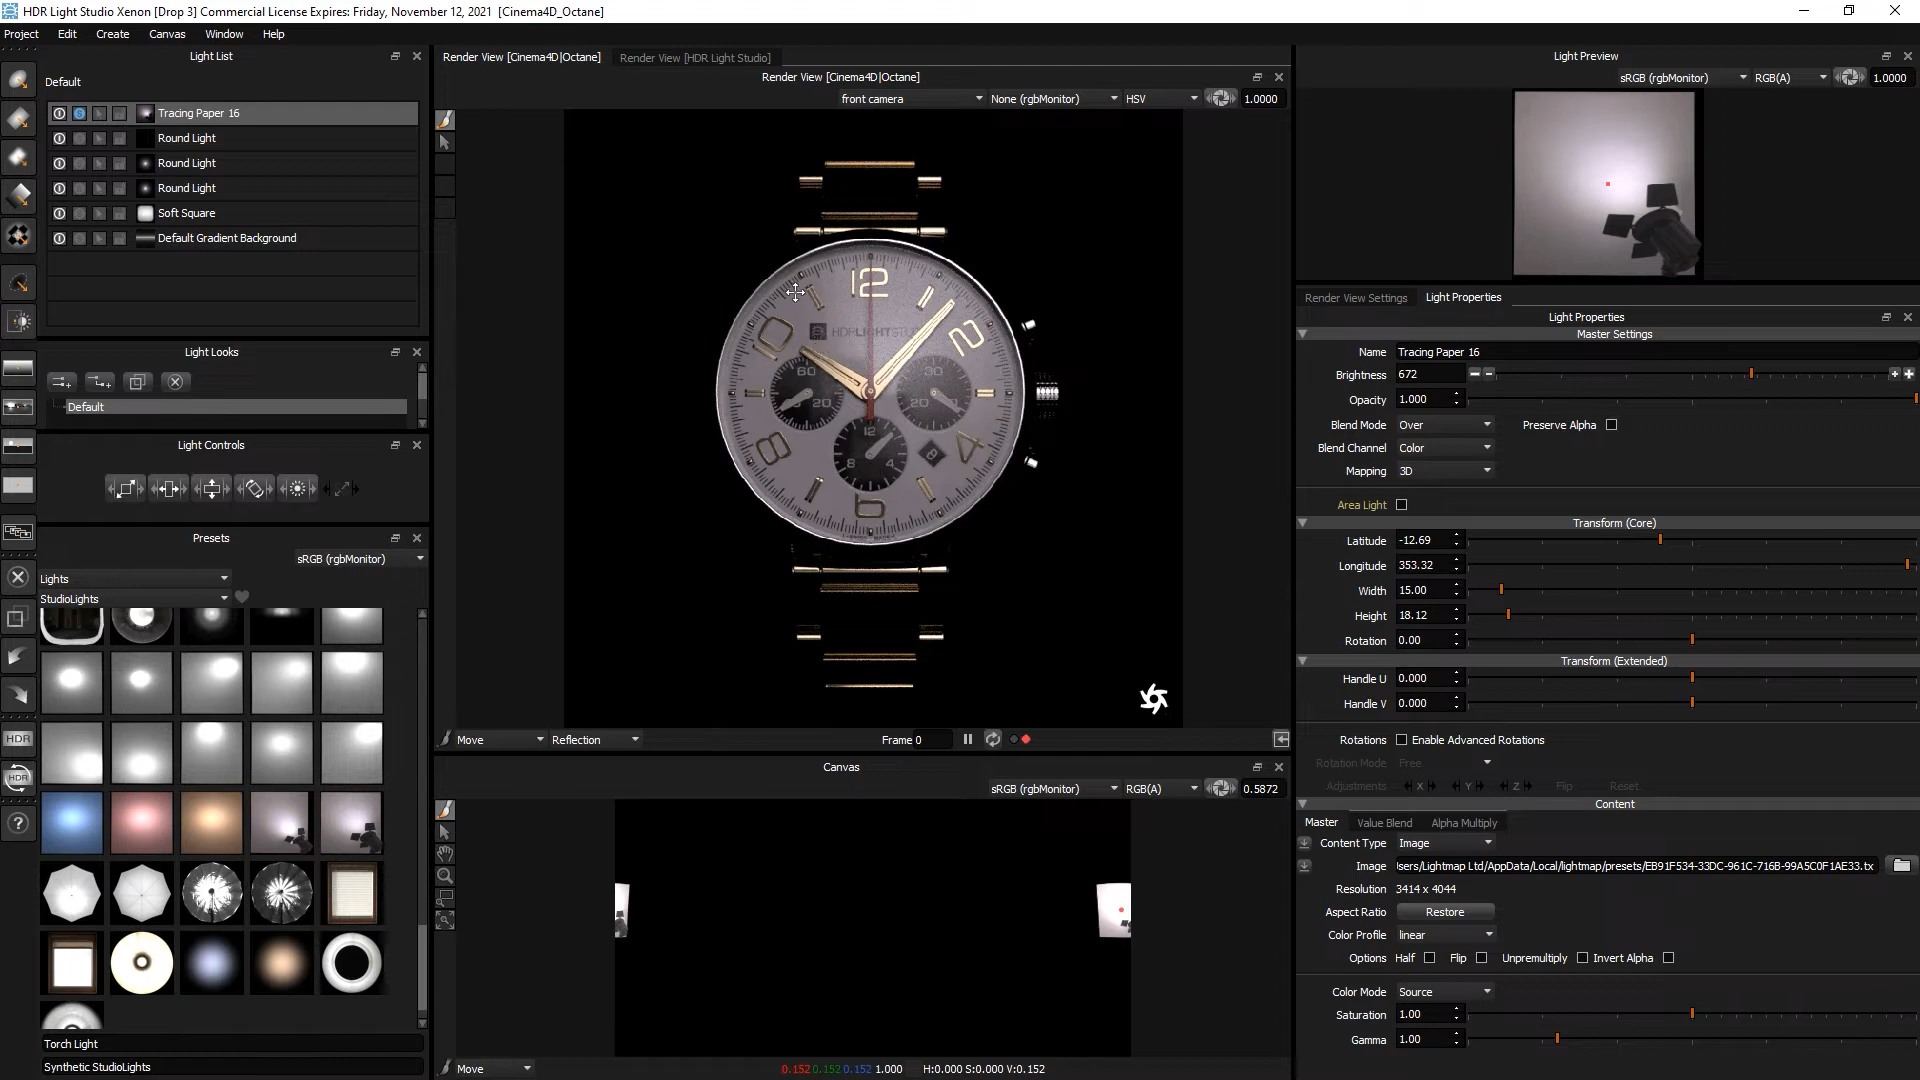 HDR Light Studio Xenon [Drop 3] Commercial License Expires: Friday, November 12, 2021 [Cinema4D_Octane]
Project Edit Create Canvas Window Help
Light List
Default
Tracing Paper 16
Round Light
Round Light
Round Light
Soft Square
Default Gradient Background
Light Looks
Default
Light Controls
Presets
sRGB (rgbMonitor)
Lights
StudioLights
HDR
HDR
Torch Light
Synthetic StudioLights
Render View [Cinema4D|Octane] Render View [HDR Light Studio]
Render View [Cinema4D|Octane]
front camera None (rgbMonitor) HSV 1.0000
12
2
4
6
8
10
HDRLIGHTSTU
60
20
30
12
8 4
Move Reflection Frame 0
Canvas
sRGB (rgbMonitor) RGB(A) 0.5872
Move 0.152 0.152 0.152 1.000 H:0.000 S:0.000 V:0.152
Light Preview
sRGB (rgbMonitor) RGB(A) 1.0000
Render View Settings Light Properties
Light Properties
Master Settings
Name Tracing Paper 16
Brightness 672
Opacity 1.000
Blend Mode Over Preserve Alpha
Blend Channel Color
Mapping 3D
Area Light
Transform (Core)
Latitude -12.69
Longitude 353.32
Width 15.00
Height 18.12
Rotation 0.00
Transform (Extended)
Handle U 0.000
Handle V 0.000
Rotations Enable Advanced Rotations
Rotation Mode Free
Adjustments X Y Z Flip Reset
Content
Master Value Blend Alpha Multiply
Content Type Image
Image Jsers/Lightmap Ltd/AppData/Local/lightmap/presets/EB91F534-33DC-961C-716B-99A5C0F1AE33.tx
Resolution 3414 x 4044
Aspect Ratio Restore
Color Profile linear
Options Half Flip Unpremultiply Invert Alpha
Color Mode Source
Saturation 1.00
Gamma 1.00